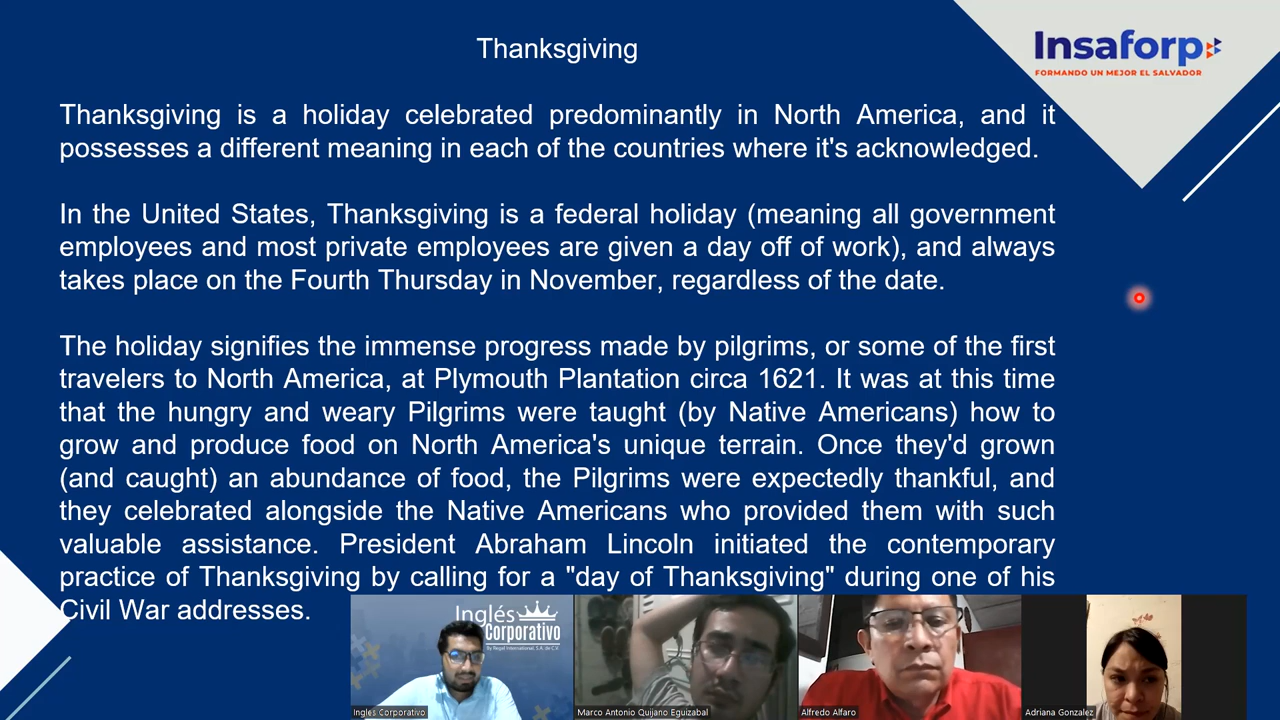 Thanksgiving
Insaforp
FORMANDO UN MEJOR EL SALVADOR
Thanksgiving is a holiday celebrated predominantly in North America, and it
possesses a different meaning in each of the countries where it's acknowledged.
In the United States, Thanksgiving is a federal holiday (meaning all government
employees and most private employees are given a day off of work), and always
takes place on the Fourth Thursday in November, regardless of the date.
The holiday signifies the immense progress made by pilgrims, or some of the first
travelers to North America, at Plymouth Plantation circa 1621. It was at this time
that the hungry and weary Pilgrims were taught (by Native Americans) how to
grow and produce food on North America's unique terrain. Once they'd grown
(and caught) an abundance of food, the Pilgrims were expectedly thankful, and
they celebrated alongside the Native Americans who provided them with such
valuable assistance. President Abraham Lincoln initiated the contemporary
practice of Thanksgiving by calling for a "day of Thanksgiving" during one of his
Civil War addresses.
Inglés
Corporativo
By Regal International, S.A. de C.V.
Ingles Corporativo
Marco Antonio Quijano Eguizabal
Alfredo Alfaro
Adriana Gonzalez